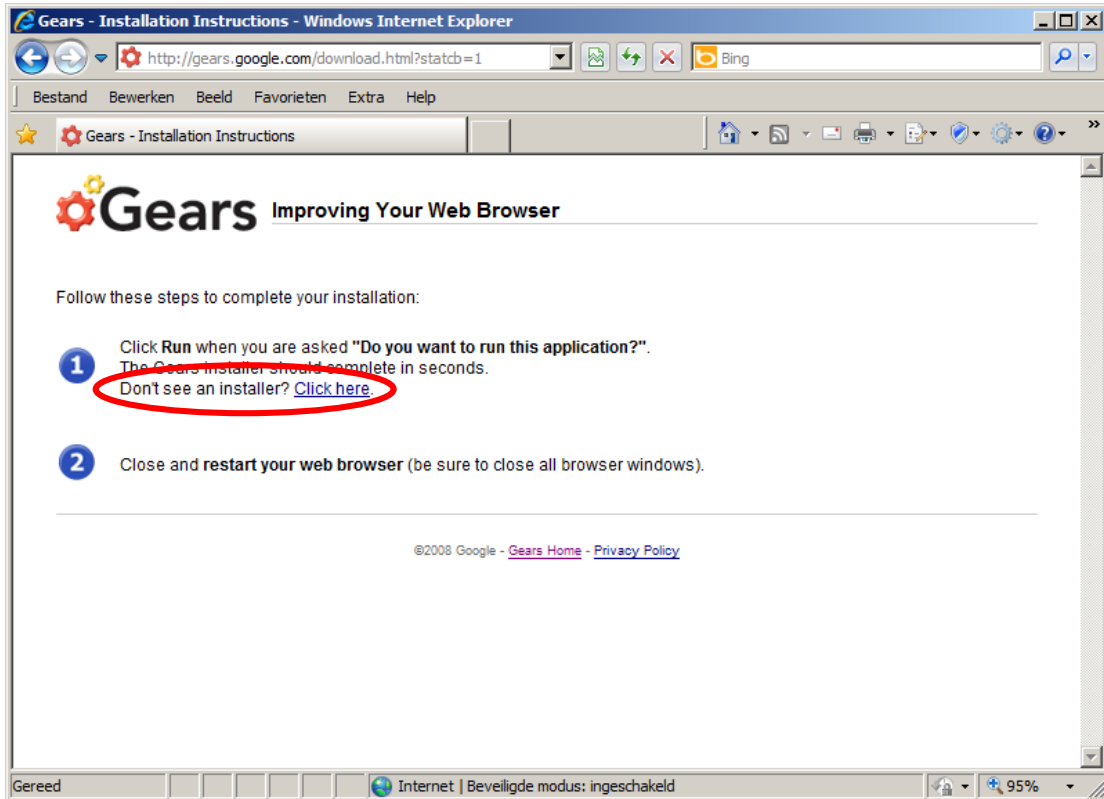 Gears - Installation Instructions - Windows Internet Explorer
http://gears.google.com/download.html?statcb=1
Bing
Bestand Bewerken Beeld Favorieten Extra Help
Gears - Installation Instructions
Gears Improving Your Web Browser
Follow these steps to complete your installation:
1 Click Run when you are asked "Do you want to run this application?".
The Gears installer should complete in seconds.
Don't see an installer? Click here.
2 Close and restart your web browser (be sure to close all browser windows).
©2008 Google - Gears Home - Privacy Policy
Gereed Internet | Beveiligde modus: ingeschakeld 95%